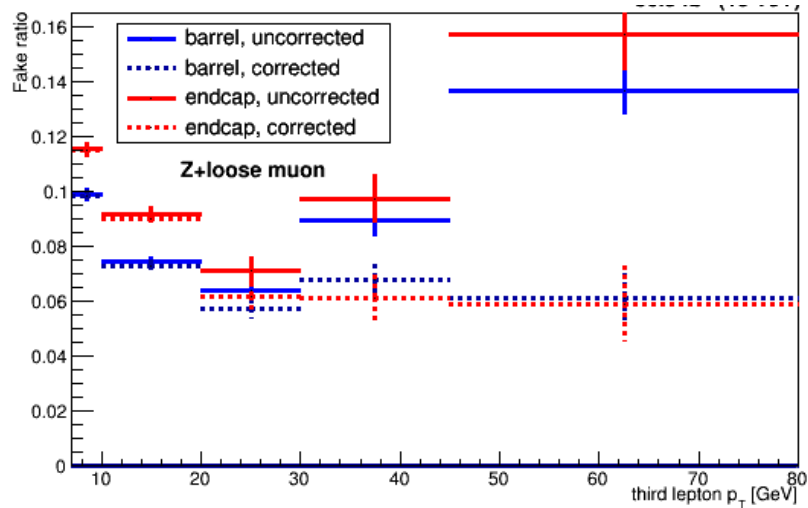 Fake ratio
0.16
0.14
0.12
0.1
0.08
0.06
0.04
0.02
0
barrel, uncorrected
barrel, corrected
endcap, uncorrected
endcap, corrected
Z+loose muon
10 20 30 40 50 60 70 80
third lepton p_T [GeV]